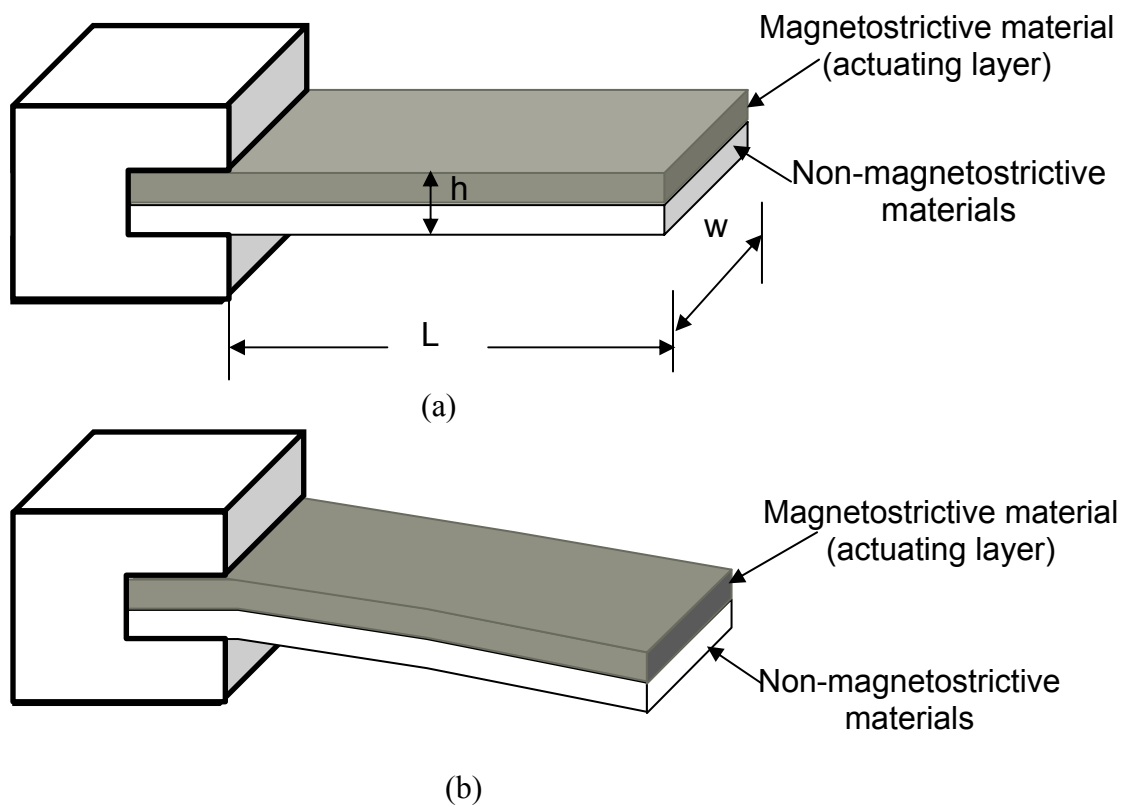 Magnetostrictive material
(actuating layer)
h
Non-magnetostrictive
materials
w
L
(a)
Magnetostrictive material
(actuating layer)
Non-magnetostrictive
materials
(b)